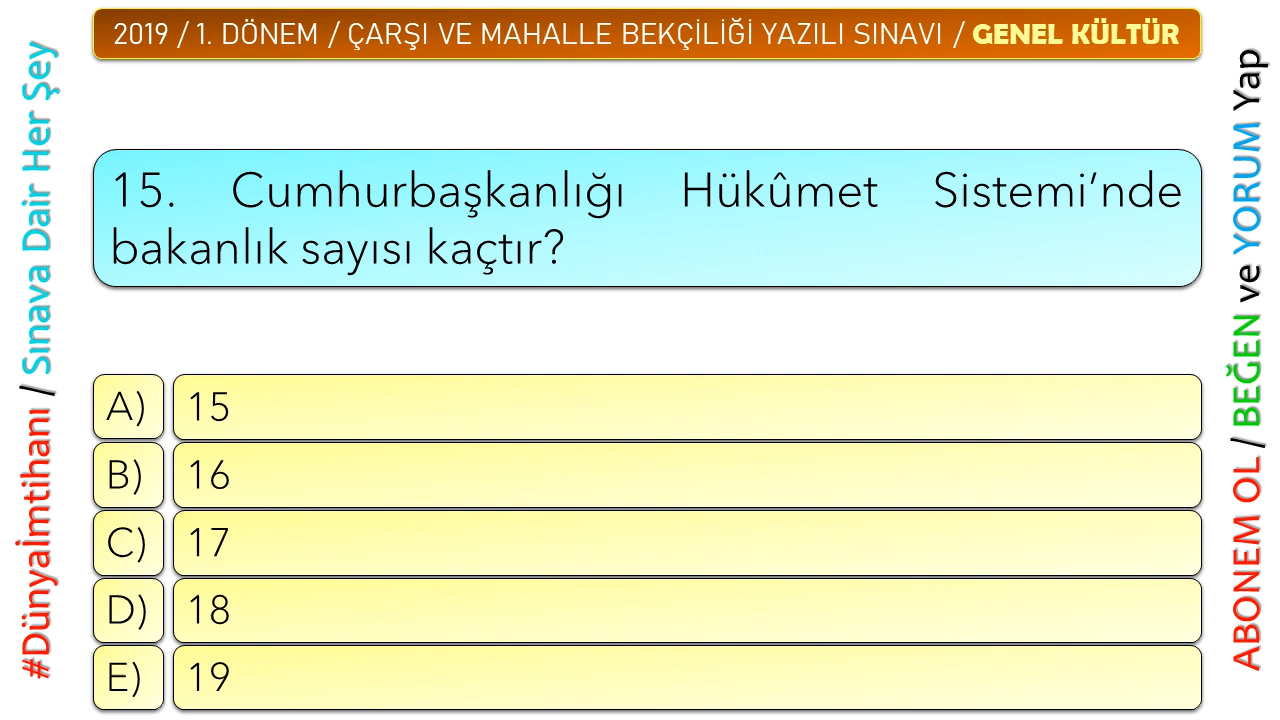 2019 / 1. DÖNEM / ÇARŞI VE MAHALLE BEKÇİLİĞİ YAZILI SINAVI / GENEL KÜLTÜR
#Dünyaİmtihanı / Sınava Dair Her Şey
15. Cumhurbaşkanlığı Hükûmet Sistemi’nde
bakanlık sayısı kaçtır?
A) 15
B) 16
C) 17
D) 18
E) 19
ABONEM OL / BEĞEN ve YORUM Yap